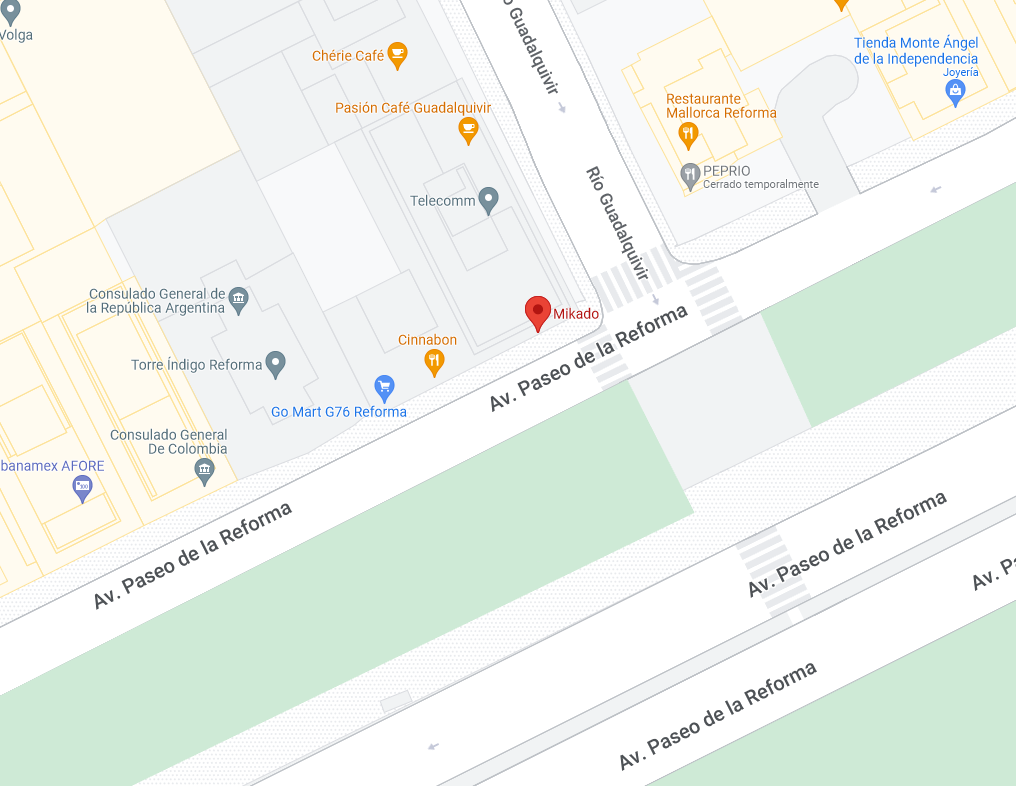 Volga
Chérie Café
Pasión Café Guadalquivir
Río Guadalquivir
Tienda Monte Ángel
de la Independencia
Joyería
Restaurante
Mallorca Reforma
PEPRIO
Cerrado temporalmente
Telecomm
Río Guadalquivir
Consulado General de
la República Argentina
Mikado
Av. Paseo de la Reforma
Cinnabon
Torre Índigo Reforma
Go Mart G76 Reforma
Consulado General
De Colombia
banamex AFORE
Av. Paseo de la Reforma
Av. Paseo de la Reforma
Av. Pa
Av. Paseo de la Reforma